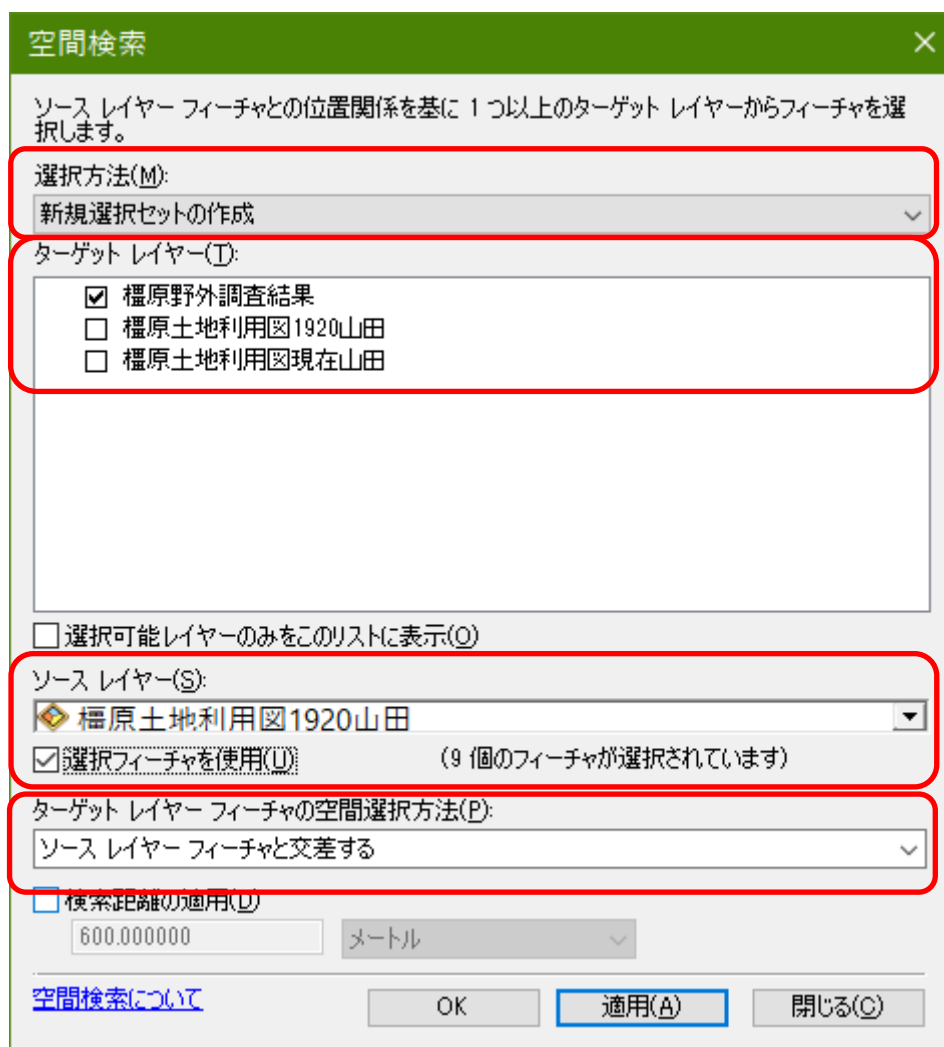 空間検索
ソース レイヤー フィーチャとの位置関係を基に 1 つ以上のターゲット レイヤーからフィーチャを選
択します。
選択方法(M):
新規選択セットの作成
ターゲット レイヤー(T):
橿原野外調査結果
橿原土地利用図1920山田
橿原土地利用図現在山田
選択可能レイヤーのみをこのリストに表示(O)
ソース レイヤー(S):
橿原土地利用図1920山田
選択フィーチャを使用(U) (9 個のフィーチャが選択されています)
ターゲット レイヤー フィーチャの空間選択方法(P):
ソース レイヤー フィーチャと交差する
検索距離の適用(D)
600.000000 メートル
空間検索について OK 適用(A) 閉じる(C)